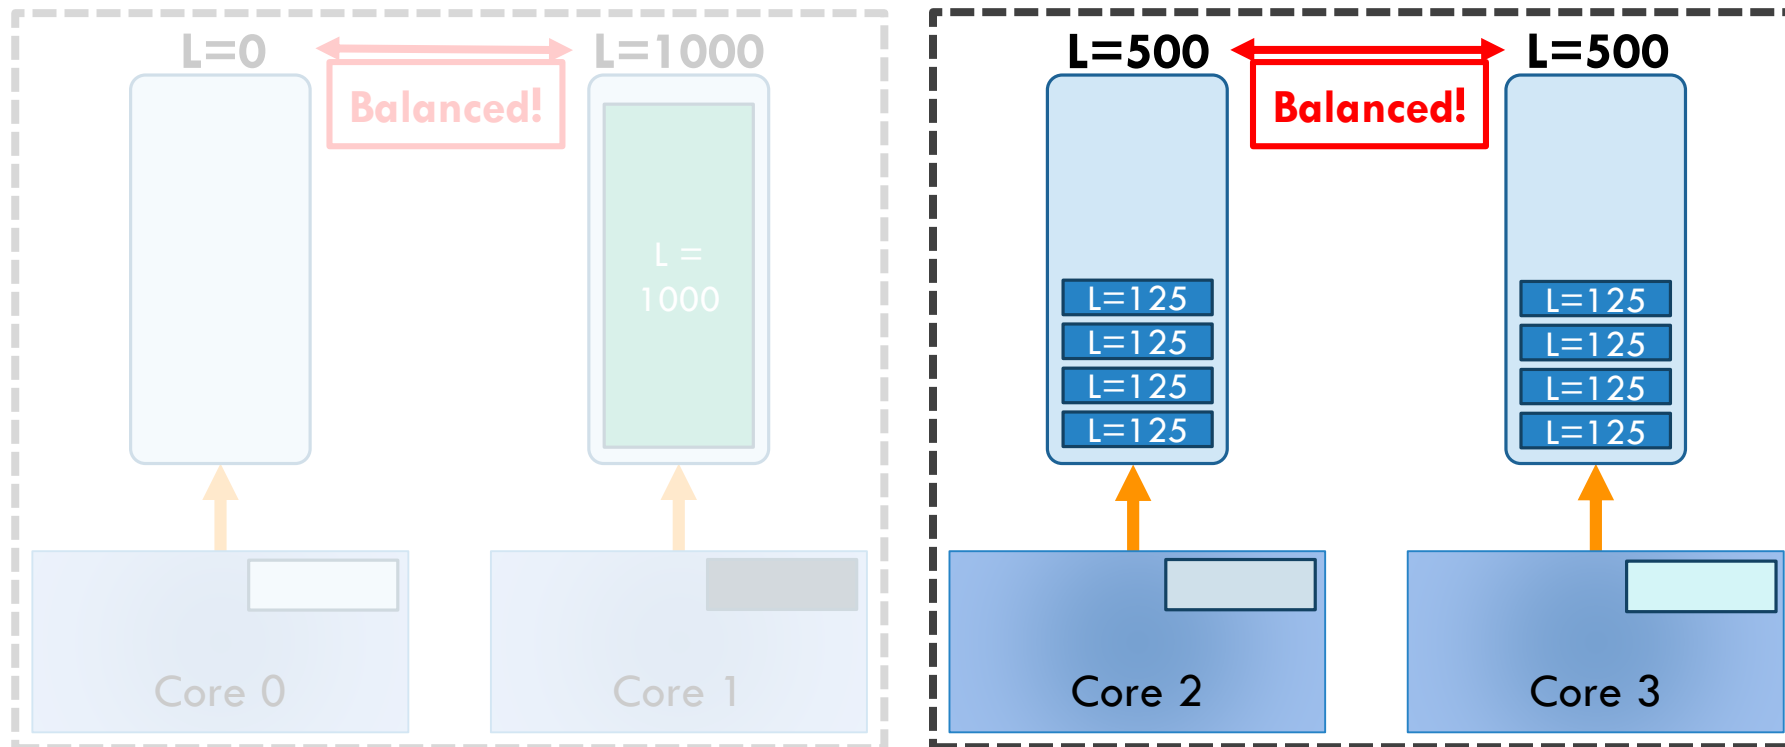 L=0
L=1000
Balanced!
L =
1000
Core 0
Core 1
L=500
L=500
Balanced!
L=125
L=125
L=125
L=125
L=125
L=125
L=125
L=125
Core 2
Core 3